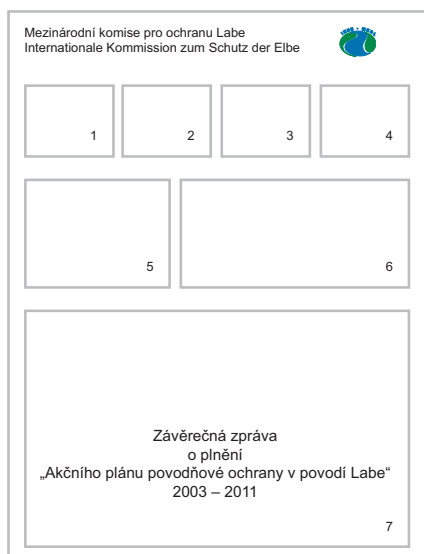 Mezinárodní komise pro ochranu Labe
Internationale Kommission zum Schutz der Elbe
1
2
3
4
5
6
Závěrečná zpráva
o plnění
„Akčního plánu povodňové ochrany v povodí Labe“
2003 – 2011
7